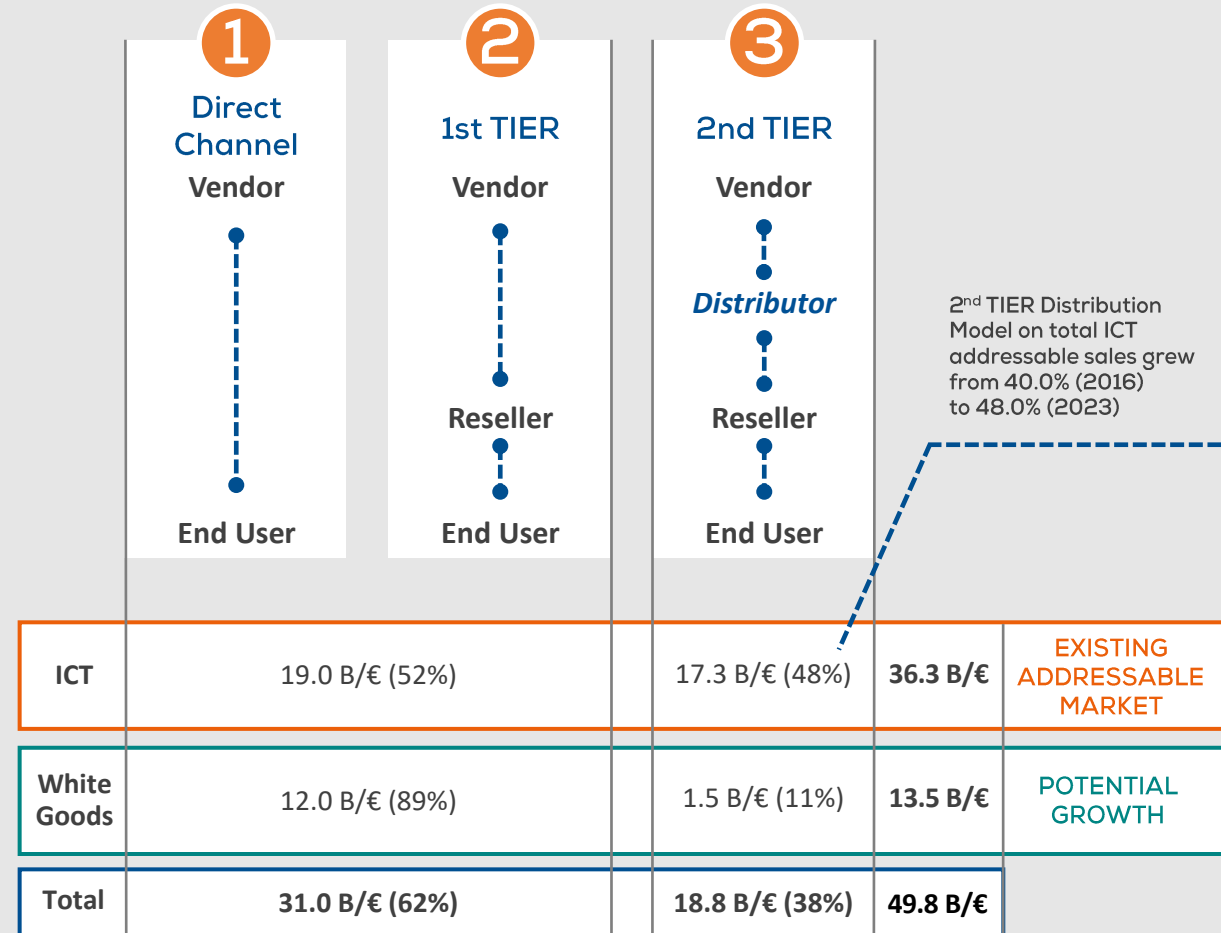 1
Direct
Channel
Vendor
End User
2
1st TIER
Vendor
Reseller
End User
3
2nd TIER
Vendor
Distributor
Reseller
End User
2nd TIER Distribution
Model on total ICT
addressable sales grew
from 40.0% (2016)
to 48.0% (2023)
ICT
19.0 B/€ (52%)
17.3 B/€ (48%)
36.3 B/€
EXISTING
ADDRESSABLE
MARKET
White
Goods
12.0 B/€ (89%)
1.5 B/€ (11%)
13.5 B/€
POTENTIAL
GROWTH
Total
31.0 B/€ (62%)
18.8 B/€ (38%)
49.8 B/€